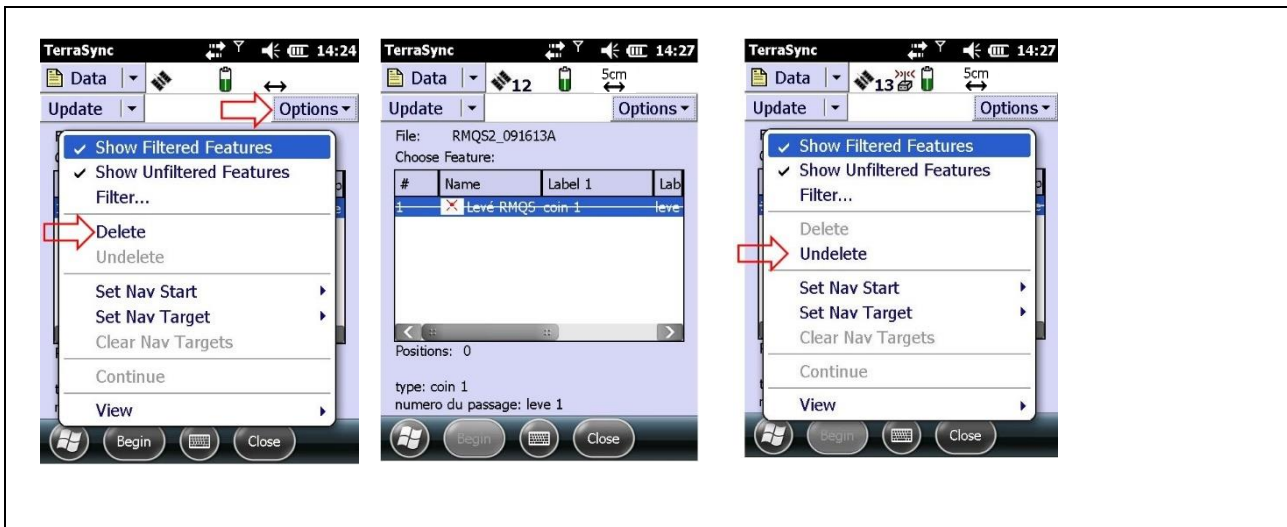 TerraSync 14:24
Data
Update Options
Show Filtered Features
Show Unfiltered Features
Filter...
Delete
Undelete
Set Nav Start
Set Nav Target
Clear Nav Targets
Continue
View
Begin Close
TerraSync 14:27
Data 12 5cm
Update Options
File: RMQS2_091613A
Choose Feature:
# Name Label 1 Lab
1 Levé RMQS coin 1 leve
Positions: 0
type: coin 1
numero du passage: leve 1
Begin Close
TerraSync 14:27
Data 13 5cm
Update Options
Show Filtered Features
Show Unfiltered Features
Filter...
Delete
Undelete
Set Nav Start
Set Nav Target
Clear Nav Targets
Continue
View
Begin Close